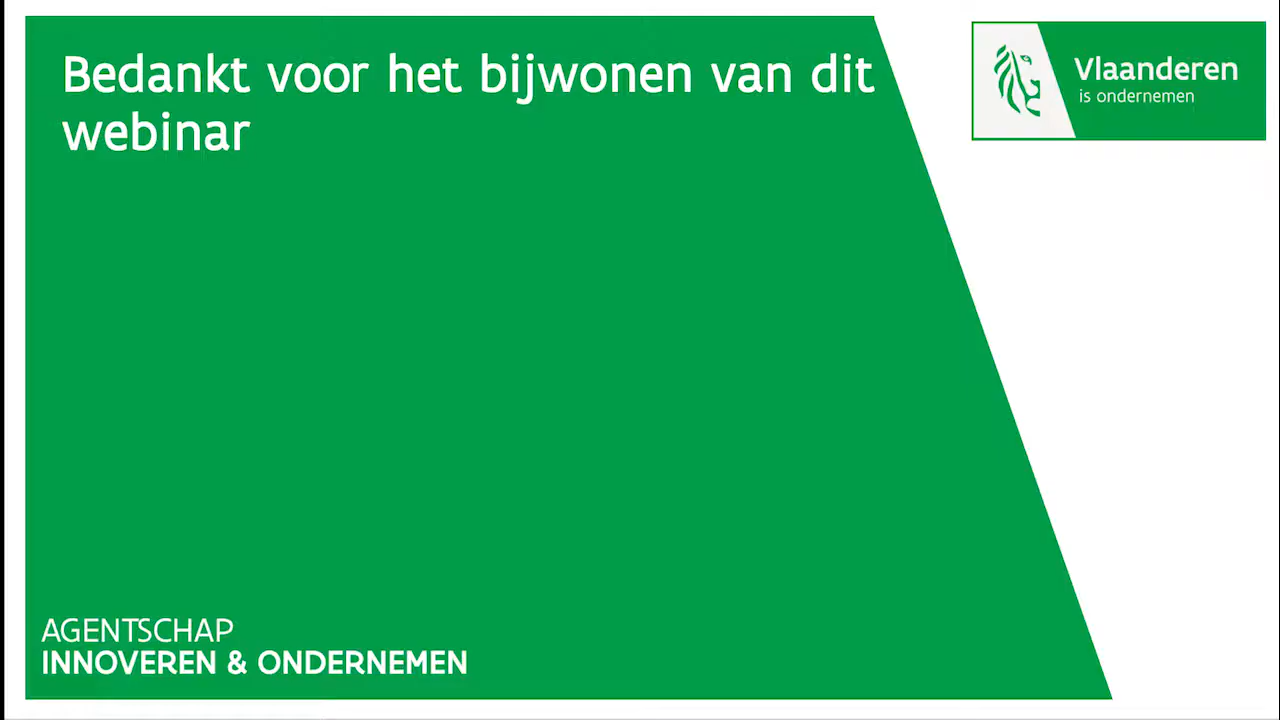 Bedankt voor het bijwonen van dit
webinar
Vlaanderen
is ondernemen
AGENTSCHAP
INNOVEREN & ONDERNEMEN